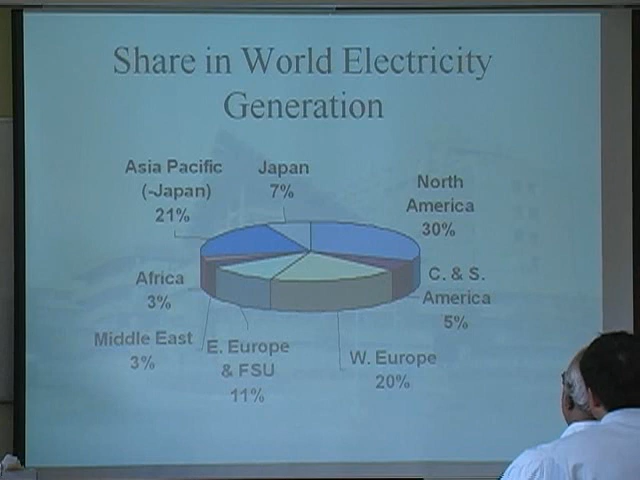 Share in World Electricity
Generation
Asia Pacific
(-Japan)
21%
Japan
7%
North
America
30%
Africa
3%
C. & S.
America
5%
Middle East
3%
E. Europe
& FSU
11%
W. Europe
20%